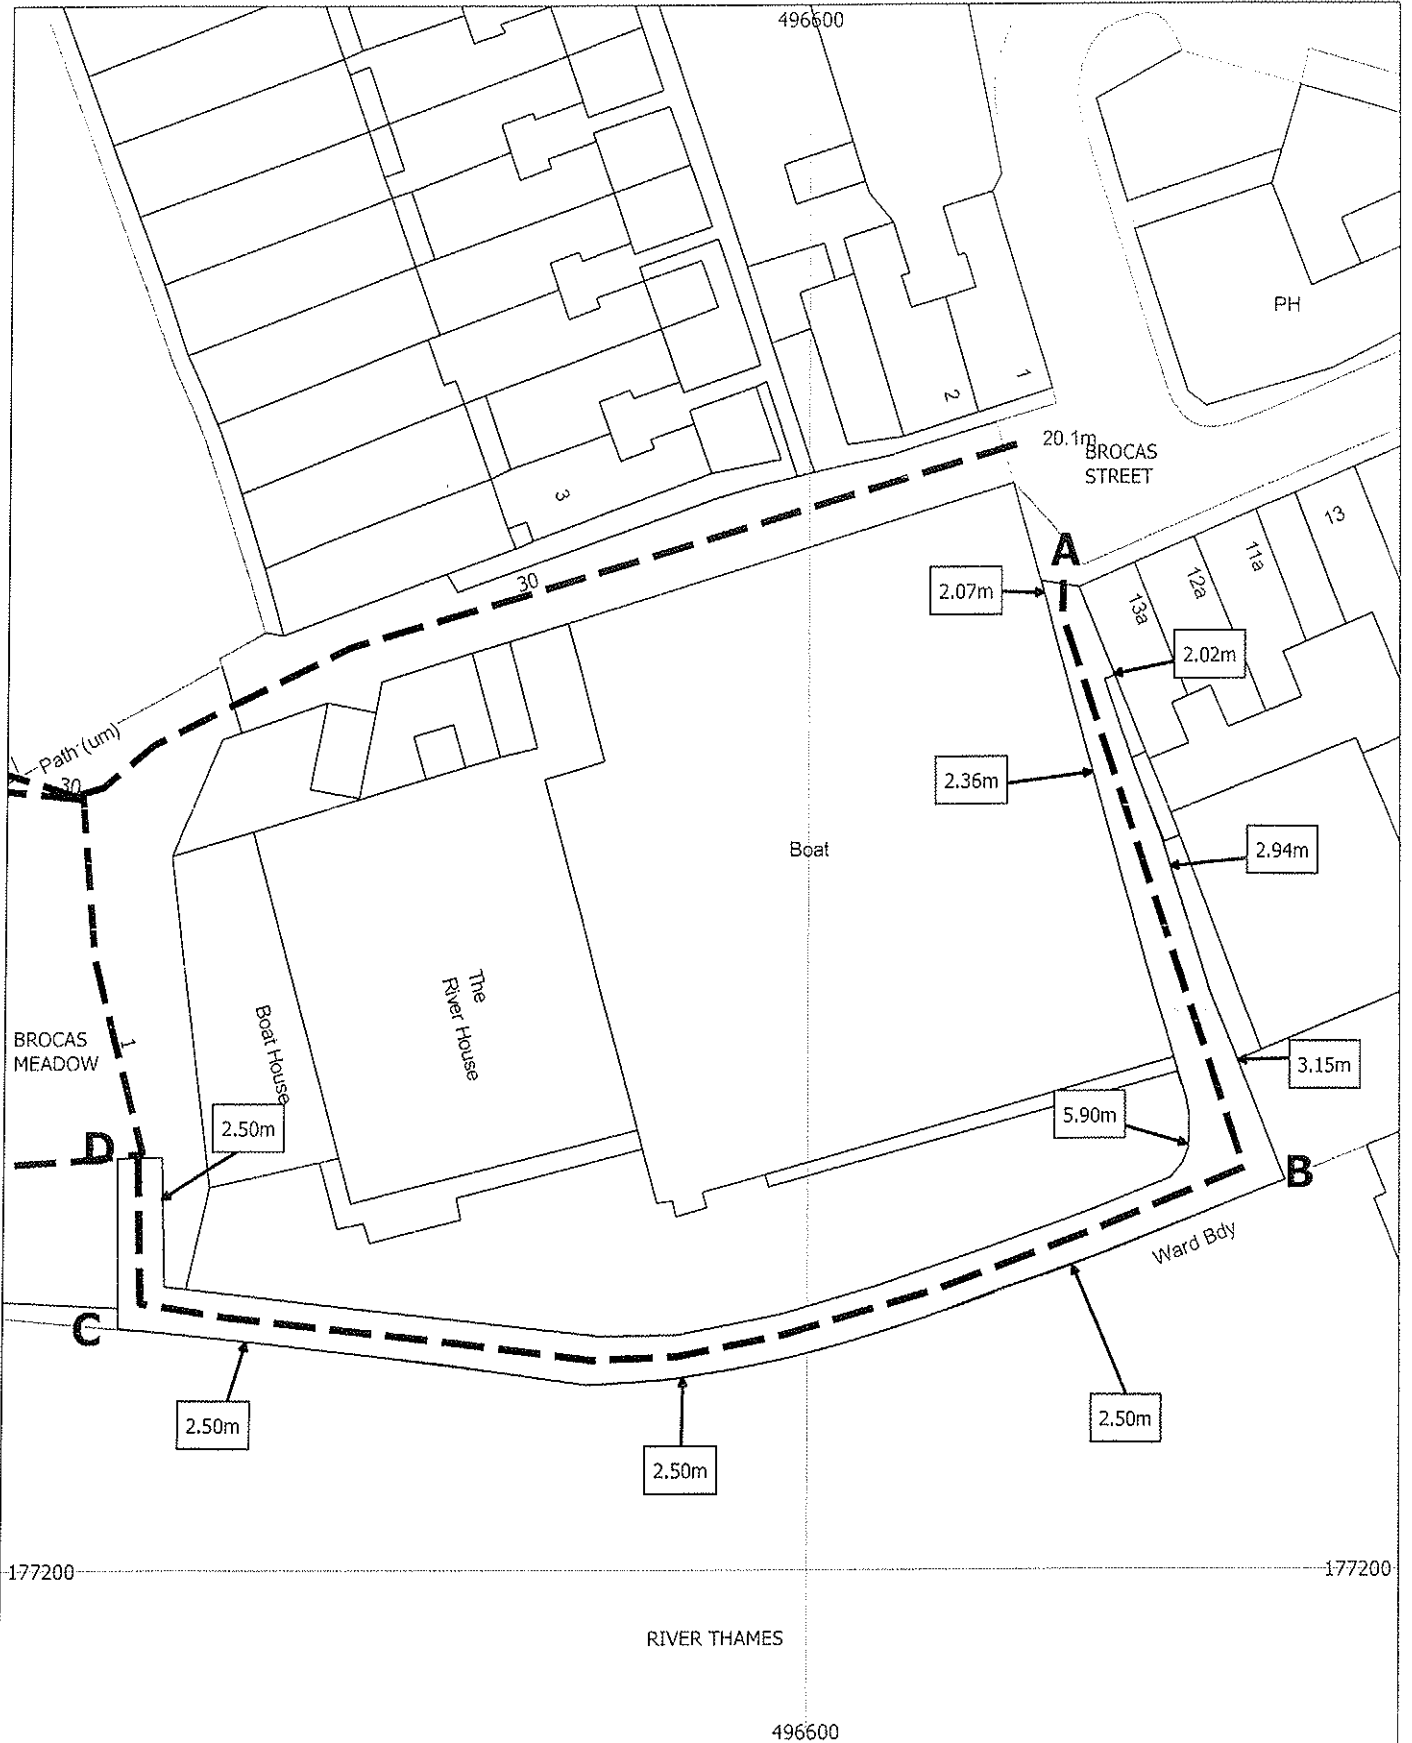 496600
PH
1
2
20.1m
BROCAS
STREET
3
13
A
11a
12a
30
2.07m
13a
2.02m
Path (um)
30
2.36m
Boat
2.94m
The
River House
Boat House
BROCAS
MEADOW
1
3.15m
5.90m
2.50m
D
B
Ward Bdy
C
2.50m
2.50m
2.50m
177200
177200
RIVER THAMES
496600